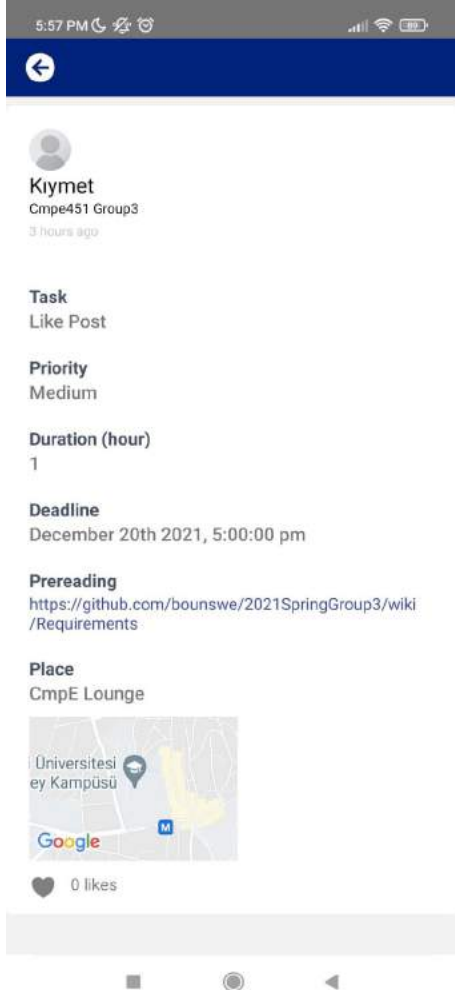 5:57 PM
80
Kıymet
Cmpe451 Group3
3 hours ago
Task
Like Post
Priority
Medium
Duration (hour)
1
Deadline
December 20th 2021, 5:00:00 pm
Prereading
https://github.com/bounswe/2021SpringGroup3/wiki
/Requirements
Place
CmpE Lounge
Üniversitesi
ey Kampüsü
M
Google
0 likes